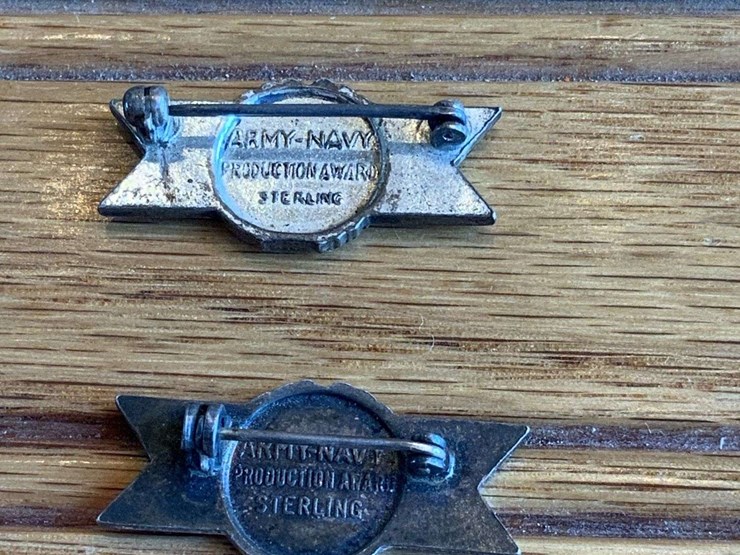 ARMY-NAVY
PRODUCTION AWARD
STERLING
ARMY-NAVY
PRODUCTION AWARD
STERLING